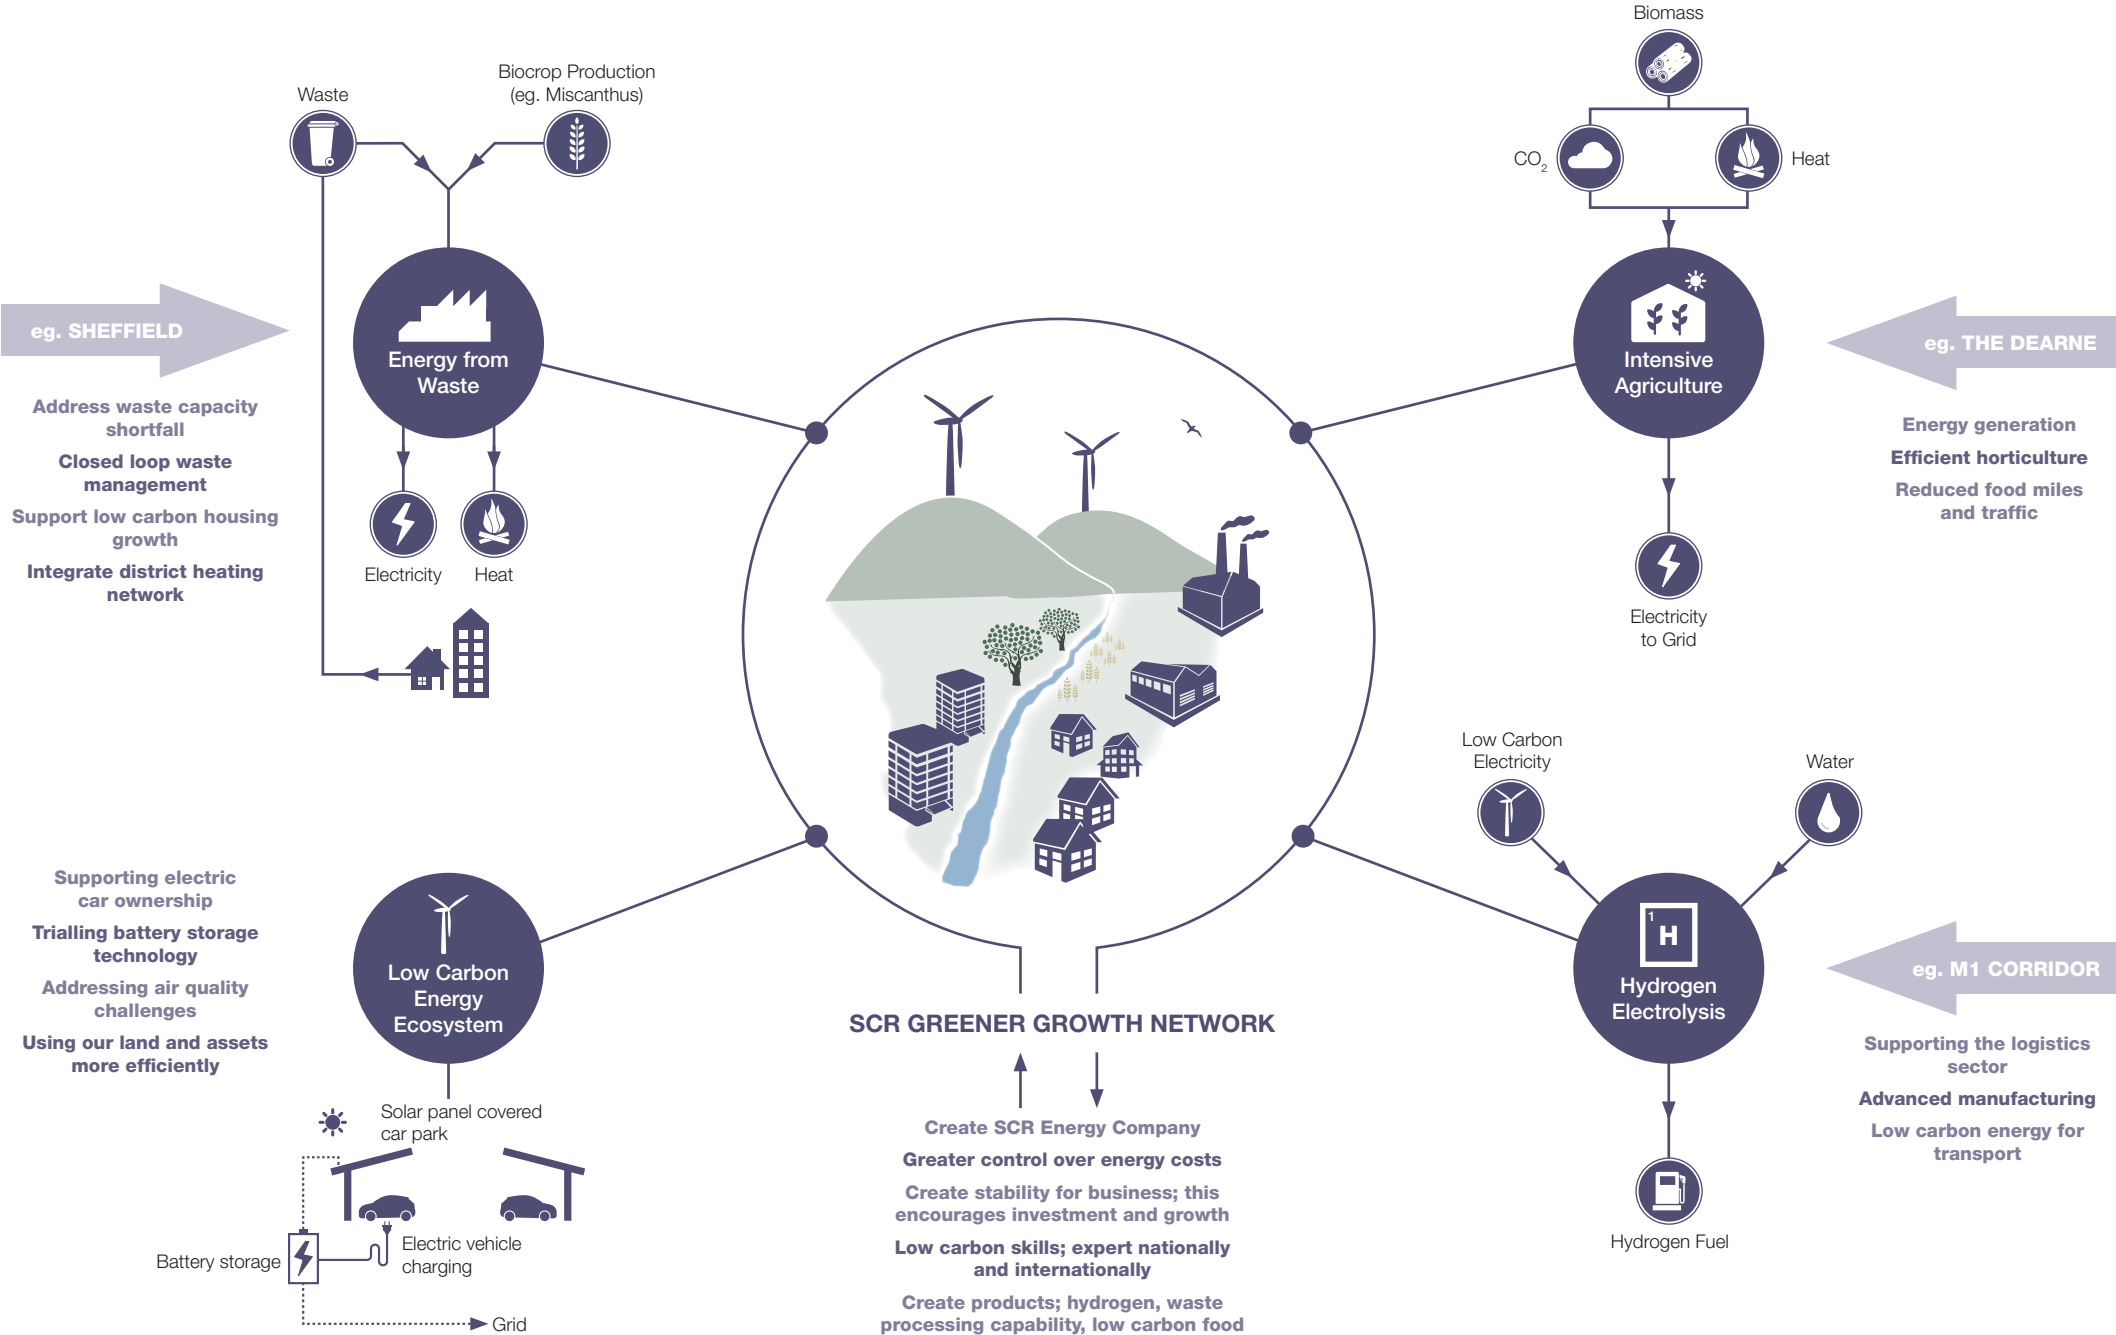 Waste
Biocrop Production
(eg. Miscanthus)
eg. SHEFFIELD
Energy from
Waste
Address waste capacity
shortfall
Closed loop waste
management
Support low carbon housing
growth
Integrate district heating
network
Electricity
Heat
Biomass
CO₂
Heat
Intensive
Agriculture
eg. THE DEARNE
Energy generation
Efficient horticulture
Reduced food miles
and traffic
Electricity
to Grid
Supporting electric
car ownership
Trialling battery storage
technology
Addressing air quality
challenges
Using our land and assets
more efficiently
Low Carbon
Energy
Ecosystem
Solar panel covered
car park
Battery storage
Electric vehicle
charging
Grid
SCR GREENER GROWTH NETWORK
Create SCR Energy Company
Greater control over energy costs
Create stability for business; this
encourages investment and growth
Low carbon skills; expert nationally
and internationally
Create products; hydrogen, waste
processing capability, low carbon food
Low Carbon
Electricity
Water
1
H
Hydrogen
Electrolysis
eg. M1 CORRIDOR
Supporting the logistics
sector
Advanced manufacturing
Low carbon energy for
transport
Hydrogen Fuel